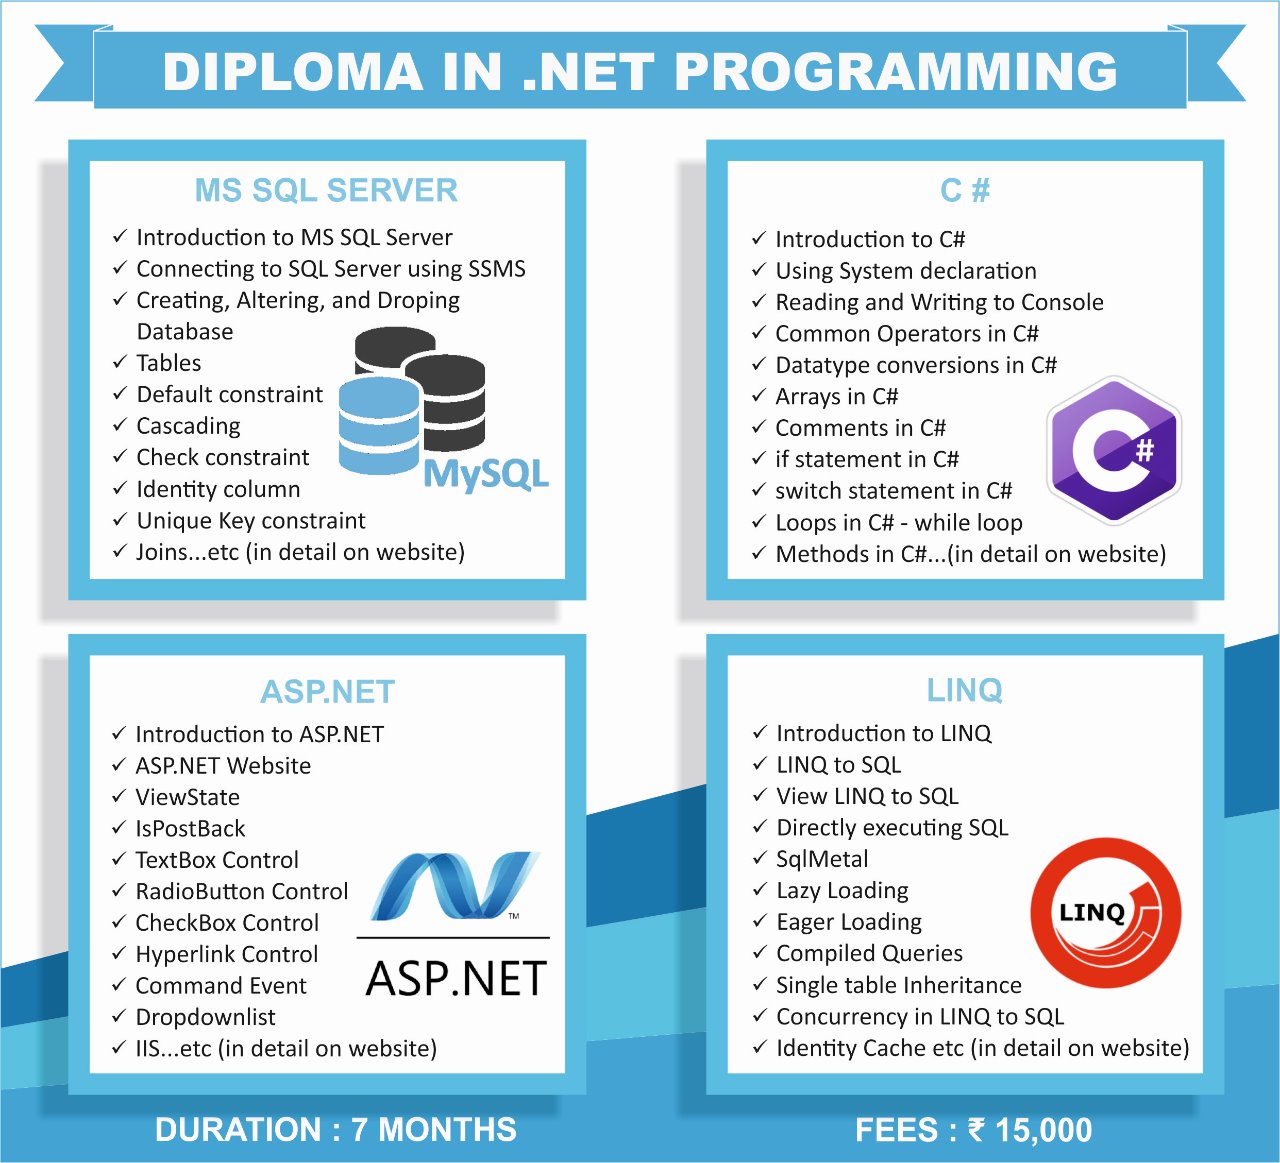 DIPLOMA IN .NET PROGRAMMING
MS SQL SERVER
✓ Introduction to MS SQL Server
✓ Connecting to SQL Server using SSMS
✓ Creating, Altering, and Droping
Database
✓ Tables
✓ Default constraint
✓ Cascading
✓ Check constraint
✓ Identity column
✓ Unique Key constraint
✓ Joins...etc (in detail on website)
MySQL
C #
✓ Introduction to C#
✓ Using System declaration
✓ Reading and Writing to Console
✓ Common Operators in C#
✓ Datatype conversions in C#
✓ Arrays in C#
✓ Comments in C#
✓ if statement in C#
✓ switch statement in C#
✓ Loops in C# - while loop
✓ Methods in C#...(in detail on website)
C#
ASP.NET
✓ Introduction to ASP.NET
✓ ASP.NET Website
✓ ViewState
✓ IsPostBack
✓ TextBox Control
✓ RadioButton Control
✓ CheckBox Control
✓ Hyperlink Control
✓ Command Event
✓ Dropdownlist
✓ IIS...etc (in detail on website)
TM
ASP.NET
LINQ
✓ Introduction to LINQ
✓ LINQ to SQL
✓ View LINQ to SQL
✓ Directly executing SQL
✓ SqlMetal
✓ Lazy Loading
✓ Eager Loading
✓ Compiled Queries
✓ Single table Inheritance
✓ Concurrency in LINQ to SQL
✓ Identity Cache etc (in detail on website)
LINQ
DURATION : 7 MONTHS
FEES : ₹ 15,000